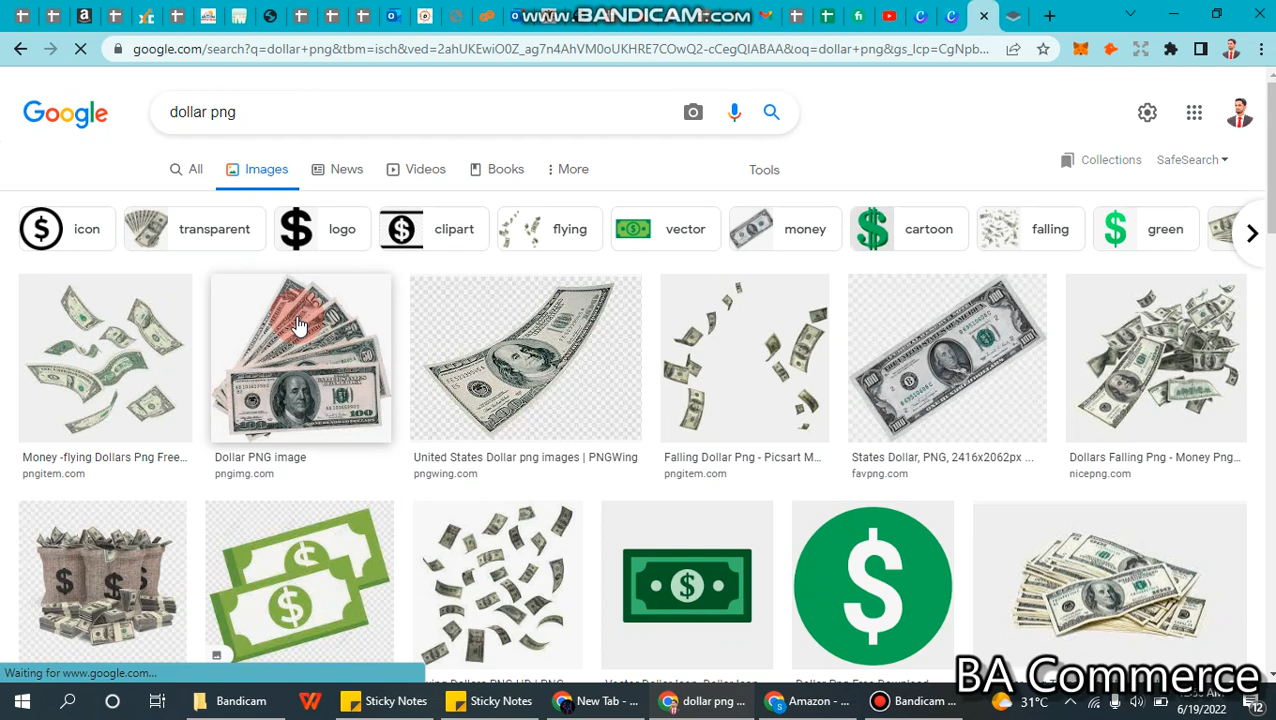 www.BANDICAM.com
google.com/search?q=dollar+png&tbm=isch&ved=2ahUKEwiO0Z_ag7n4AhVM0oUKHRE7COwQ2-cCegQIABAA&oq=dollar+png&gs_lcp=CgNpb...
Google
dollar png
All
Images
News
Videos
Books
More
Tools
Collections
SafeSearch
icon
transparent
logo
clipart
flying
vector
money
cartoon
falling
green
Money -flying Dollars Png Free...
pngitem.com
Dollar PNG image
pngimg.com
United States Dollar png images | PNGWing
pngwing.com
Falling Dollar Png - Picsart M...
pngitem.com
States Dollar, PNG, 2416x2062px ...
favpng.com
Dollars Falling Png - Money Png...
nicepng.com
Waiting for www.google.com...
BA Commerce
Bandicam
Sticky Notes
Sticky Notes
New Tab - ...
dollar png ...
Amazon - ...
Bandicam ...
31°C
6/19/2022
12